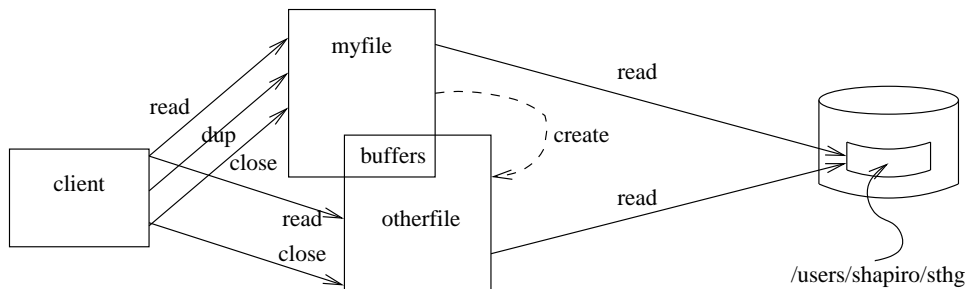 myfile
read
read
dup
create
close
buffers
client
read
otherfile
read
close
/users/shapiro/sthg